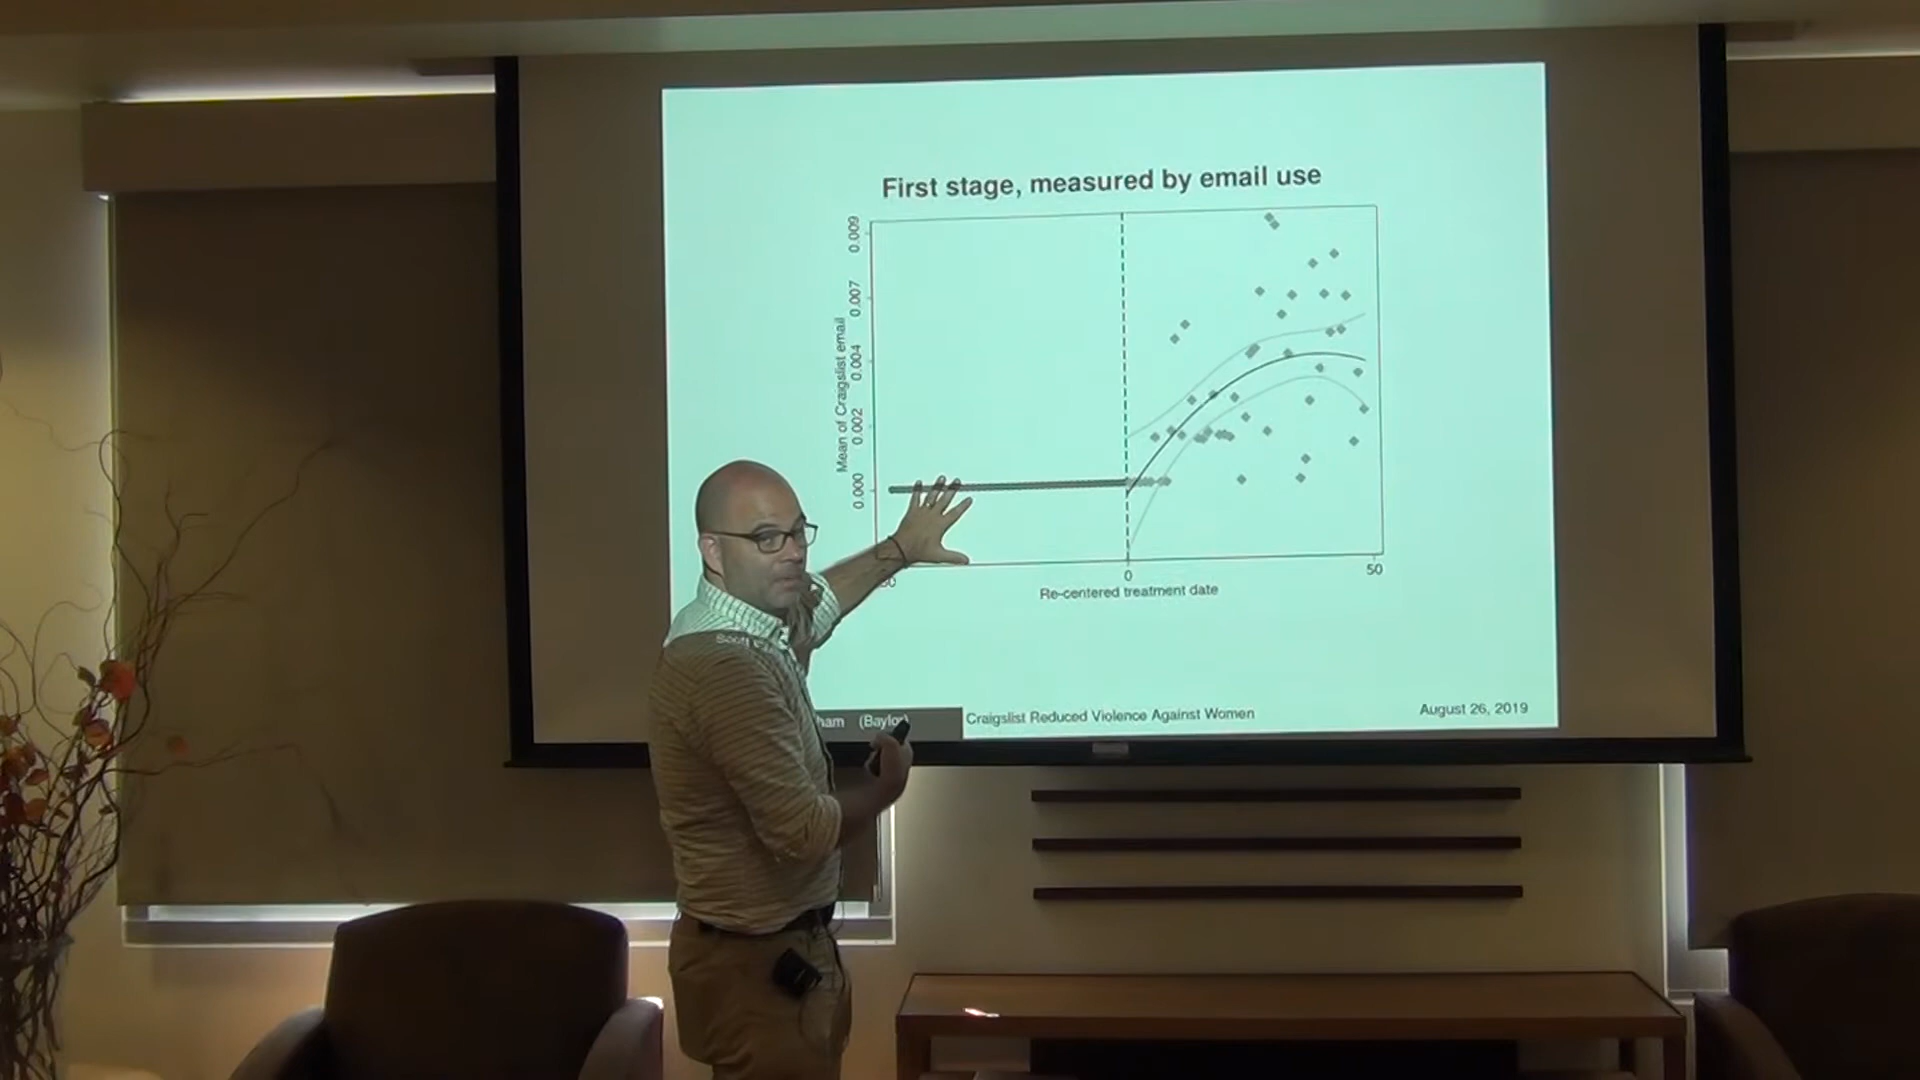 First stage, measured by email use
Mean of Craigslist email
0.009
0.007
0.004
0.002
0.000
0
50
Re-centered treatment date
ham (Baylor)
Craigslist Reduced Violence Against Women
August 26, 2019